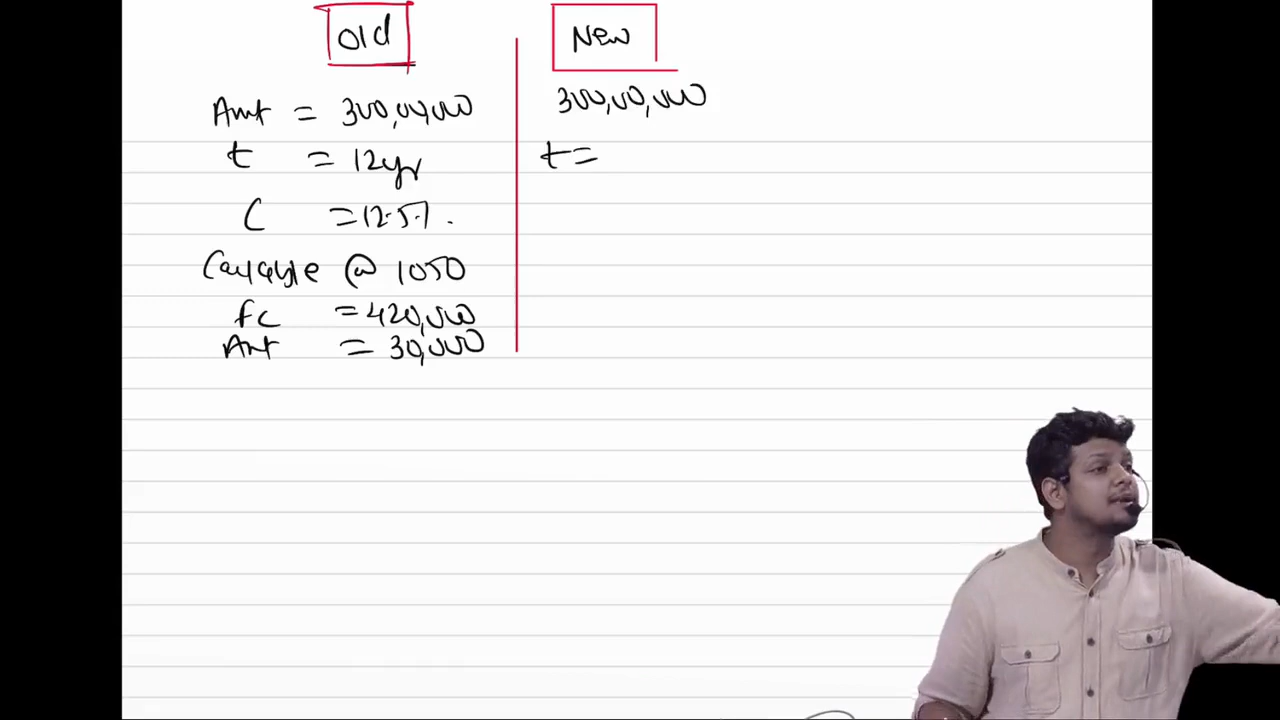 Old
Amt = 300,00,000
t = 12yr
C = 12.5%.
Callable @ 1050
fc = 420,000
Amt = 30,000
New
300,00,000
t =